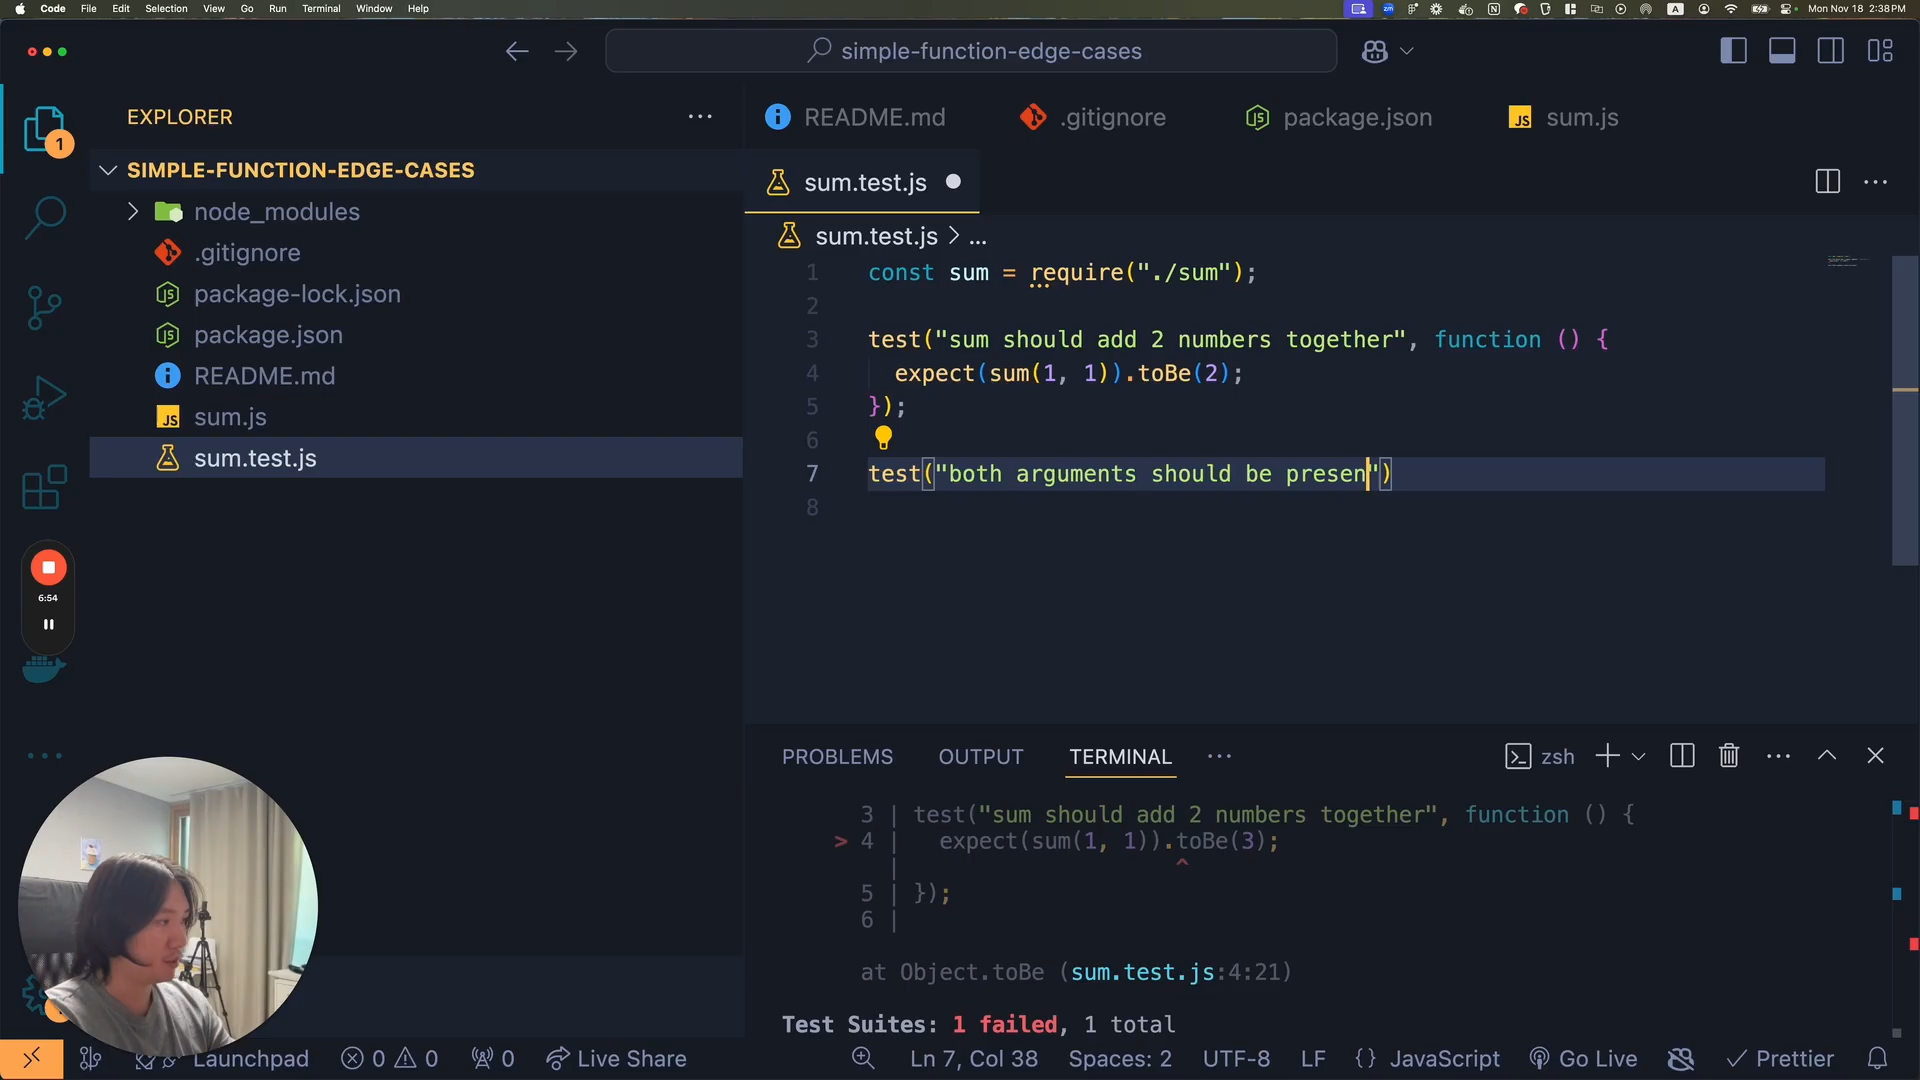 Code File Edit Selection View Go Run Terminal Window Help
zm A Mon Nov 18 2:38 PM
simple-function-edge-cases
EXPLORER
1
SIMPLE-FUNCTION-EDGE-CASES
node_modules
.gitignore
package-lock.json
package.json
README.md
sum.js
sum.test.js
6:54
README.md .gitignore package.json JS sum.js
sum.test.js
sum.test.js > ...
1 const sum = require("./sum");
2
3 test("sum should add 2 numbers together", function () {
4 expect(sum(1, 1)).toBe(2);
5 });
6
7 test("both arguments should be presen")
8
PROBLEMS OUTPUT TERMINAL ... zsh
3 | test("sum should add 2 numbers together", function () {
> 4 | expect(sum(1, 1)).toBe(3);
| ^
5 | });
6 |
at Object.toBe (sum.test.js:4:21)
Test Suites: 1 failed, 1 total
Launchpad 0 0 0 Live Share Ln 7, Col 38 Spaces: 2 UTF-8 LF {} JavaScript Go Live Prettier